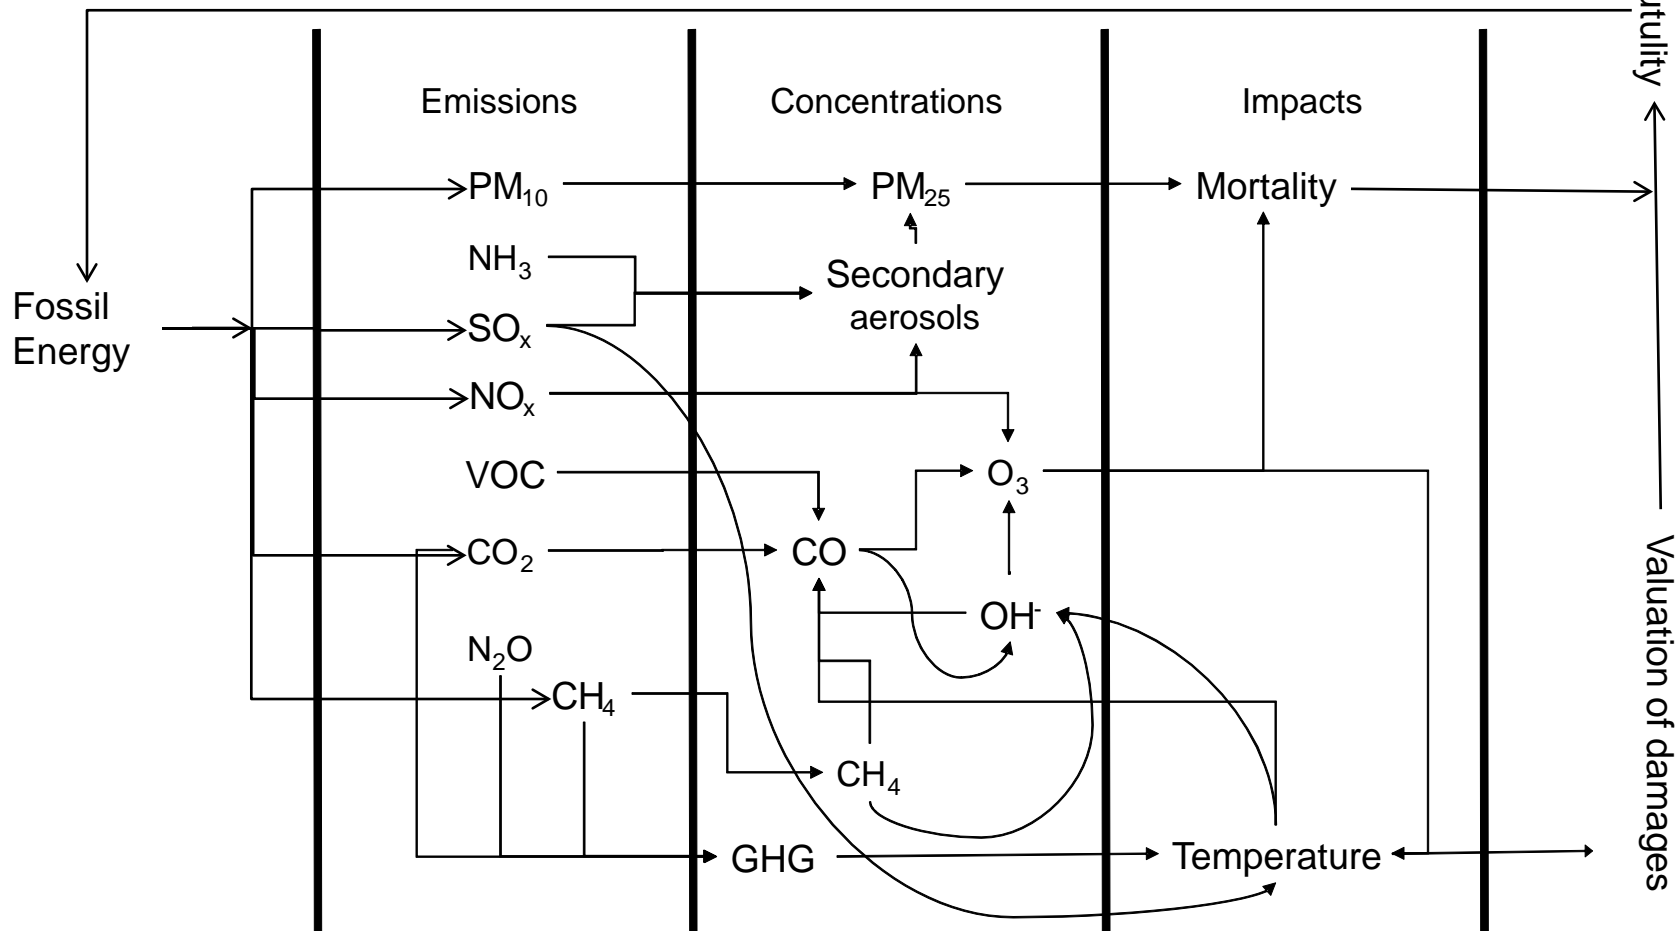 Emissions
Concentrations
Impacts
PM₁₀
PM₂₅
Mortality
NH₃
Secondary
aerosols
Fossil
Energy
SOₓ
NOₓ
VOC
O₃
CO₂
CO
OH⁻
N₂O
CH₄
CH₄
GHG
Temperature
Valuation of damages
utulity